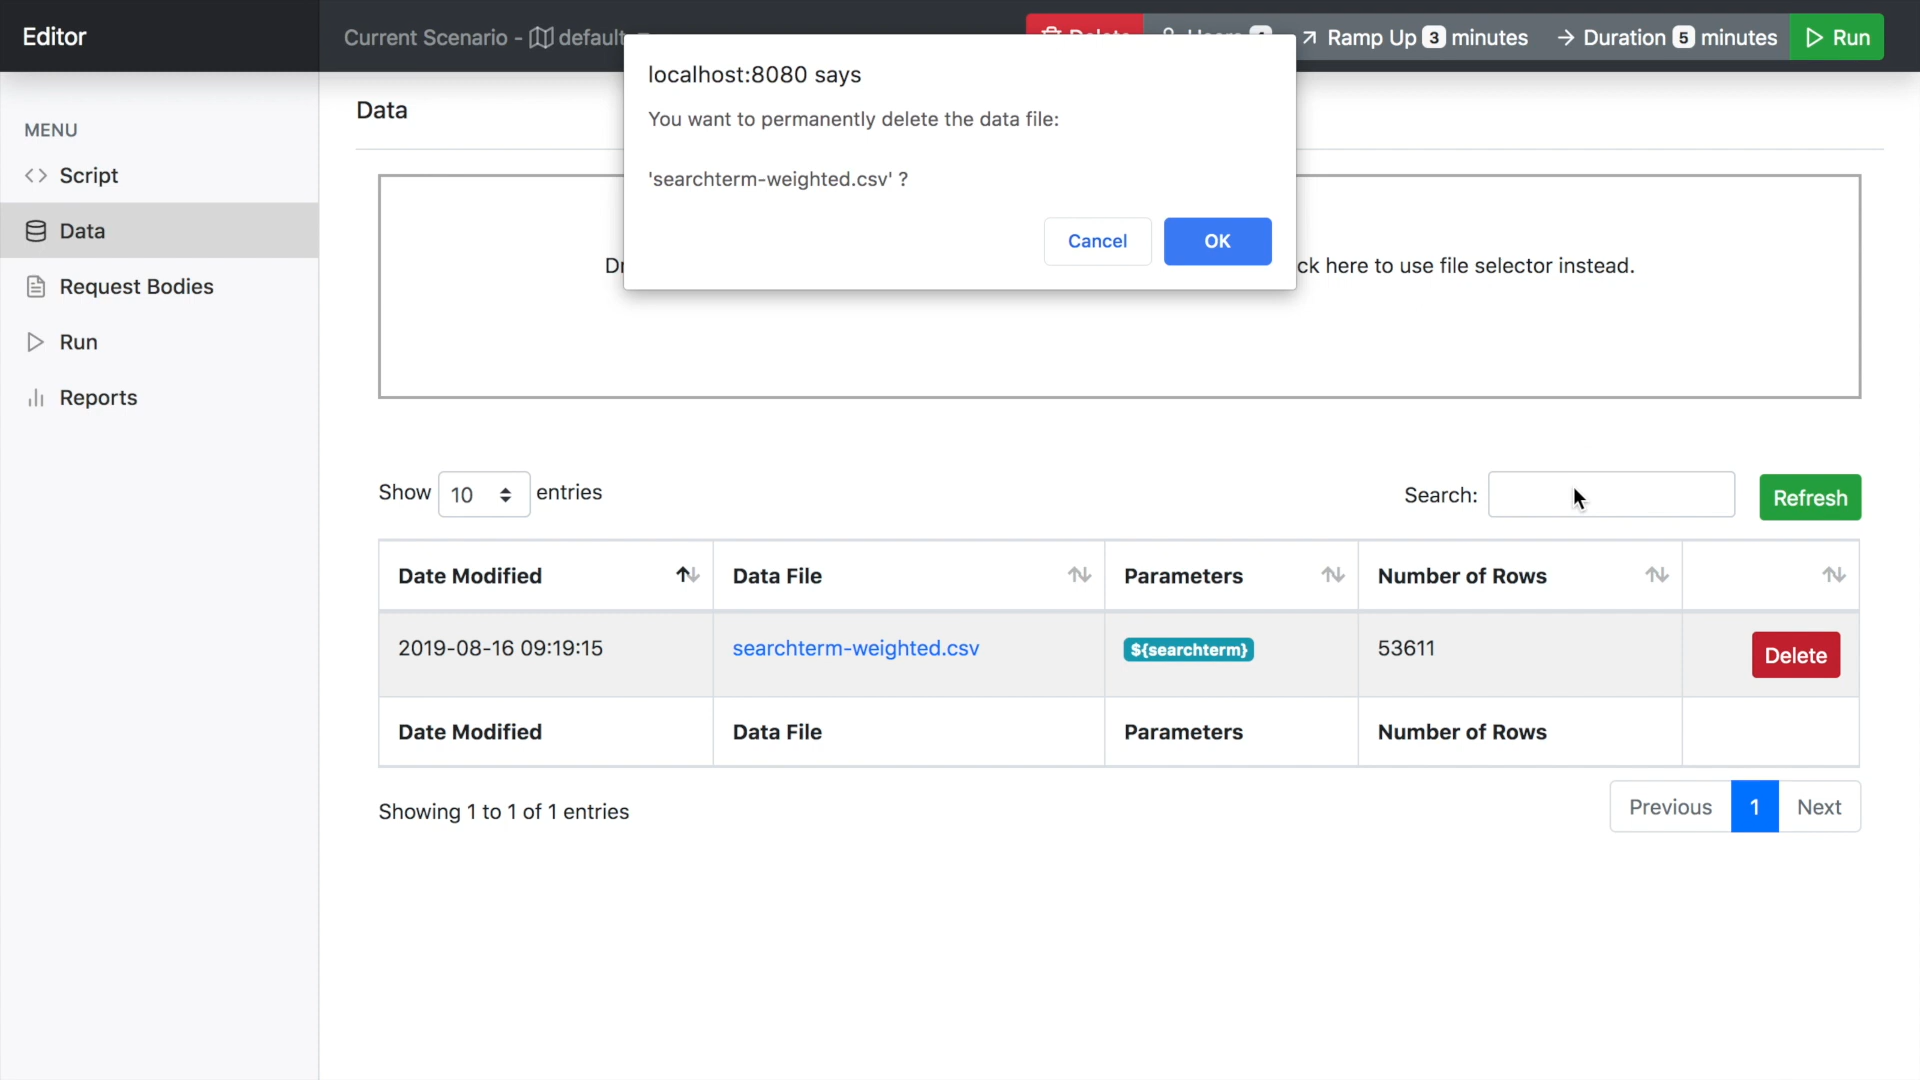 Editor
Current Scenario - default
Ramp Up 3 minutes
Duration 5 minutes
Run
localhost:8080 says
You want to permanently delete the data file:
'searchterm-weighted.csv' ?
Cancel
OK
MENU
Script
Data
Request Bodies
Run
Reports
Data
ck here to use file selector instead.
Show 10 entries
Search:
Refresh
Date Modified Data File Parameters Number of Rows
2019-08-16 09:19:15 searchterm-weighted.csv ${searchterm} 53611 Delete
Date Modified Data File Parameters Number of Rows
Showing 1 to 1 of 1 entries
Previous 1 Next